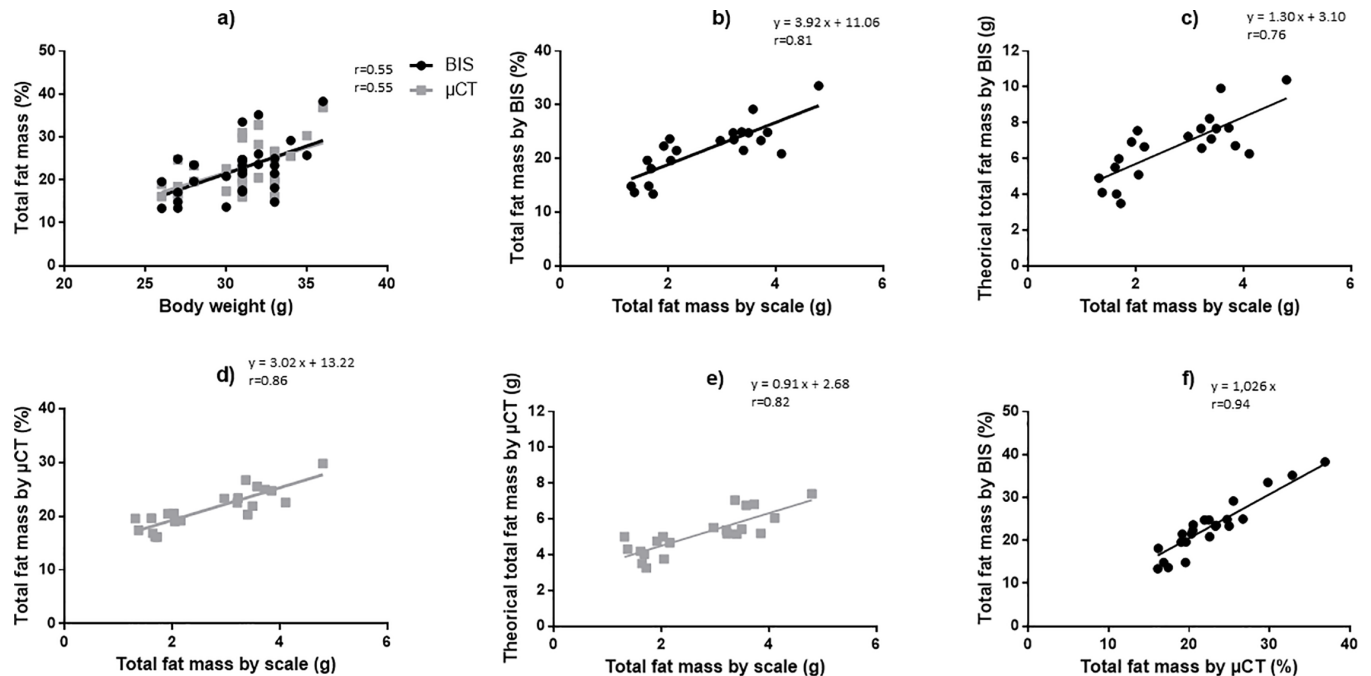 a)
r=0.55
r=0.55
BIS
µCT
Total fat mass (%)
50
40
30
20
10
0
20
25
30
35
40
Body weight (g)
b)
y = 3.92 x + 11.06
r=0.81
Total fat mass by BIS (%)
40
30
20
10
0
0
2
4
6
Total fat mass by scale (g)
c)
y = 1.30 x + 3.10
r=0.76
Theorical total fat mass by BIS (g)
12
10
8
6
4
2
0
0
2
4
6
Total fat mass by scale (g)
d)
y = 3.02 x + 13.22
r=0.86
Total fat mass by µCT (%)
40
30
20
10
0
0
2
4
6
Total fat mass by scale (g)
e)
y = 0.91 x + 2.68
r=0.82
Theorical total fat mass by µCT (g)
12
10
8
6
4
2
0
0
2
4
6
Total fat mass by scale (g)
f)
y = 1,026 x
r=0.94
Total fat mass by BIS (%)
50
40
30
20
10
0
0
10
20
30
40
Total fat mass by µCT (%)